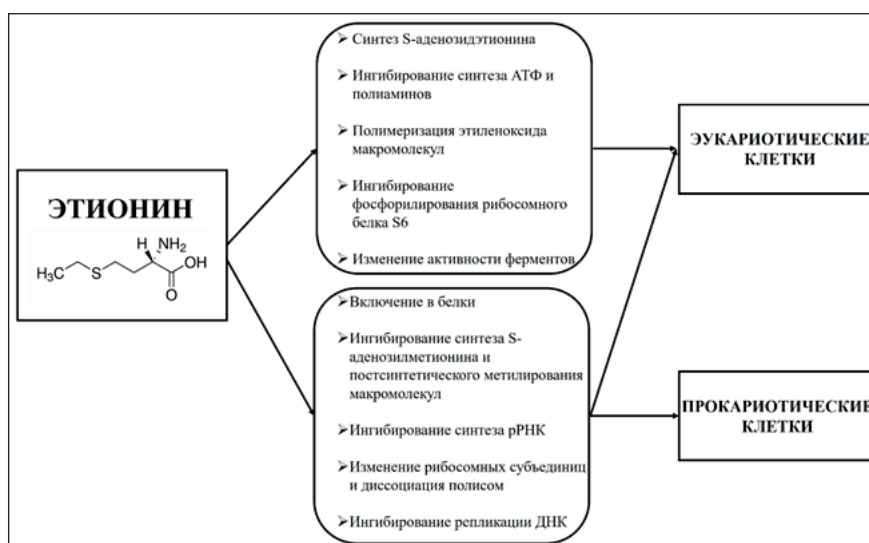 ЭТИОНИН
H₃C
S
H
NH₂
OH
O
➤ Синтез S-аденозидэтионина
➤ Ингибирование синтеза АТФ и
полиаминов
➤ Полимеризация этиленоксида
макромолекул
➤ Ингибирование
фосфорилирования рибосомного
белка S6
➤ Изменение активности ферментов
➤ Включение в белки
➤ Ингибирование синтеза S-
аденозилметионина и
постсинтетического метилирования
макромолекул
➤ Ингибирование синтеза рРНК
➤ Изменение рибосомных субъединиц
и диссоциация полисом
➤ Ингибирование репликации ДНК
ЭУКАРИОТИЧЕСКИЕ
КЛЕТКИ
ПРОКАРИОТИЧЕСКИЕ
КЛЕТКИ